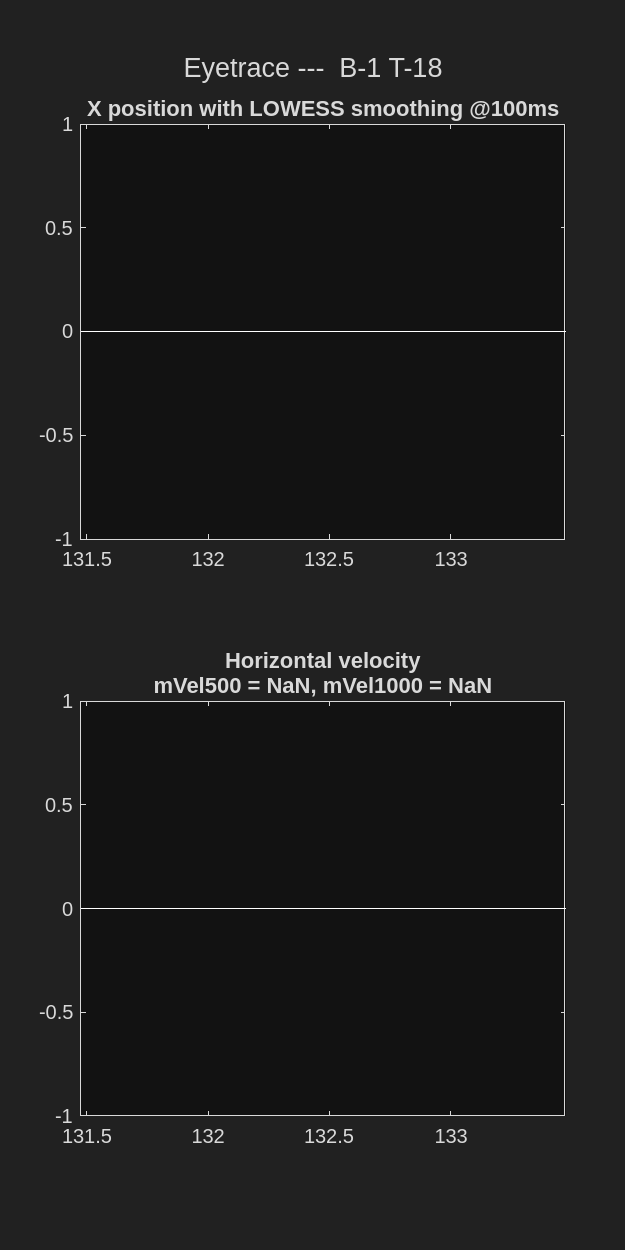 Eyetrace ---  B-1 T-18
X position with LOWESS smoothing @100ms
1
0.5
0
-0.5
-1
131.5 132 132.5 133
Horizontal velocity
mVel500 = NaN, mVel1000 = NaN
1
0.5
0
-0.5
-1
131.5 132 132.5 133